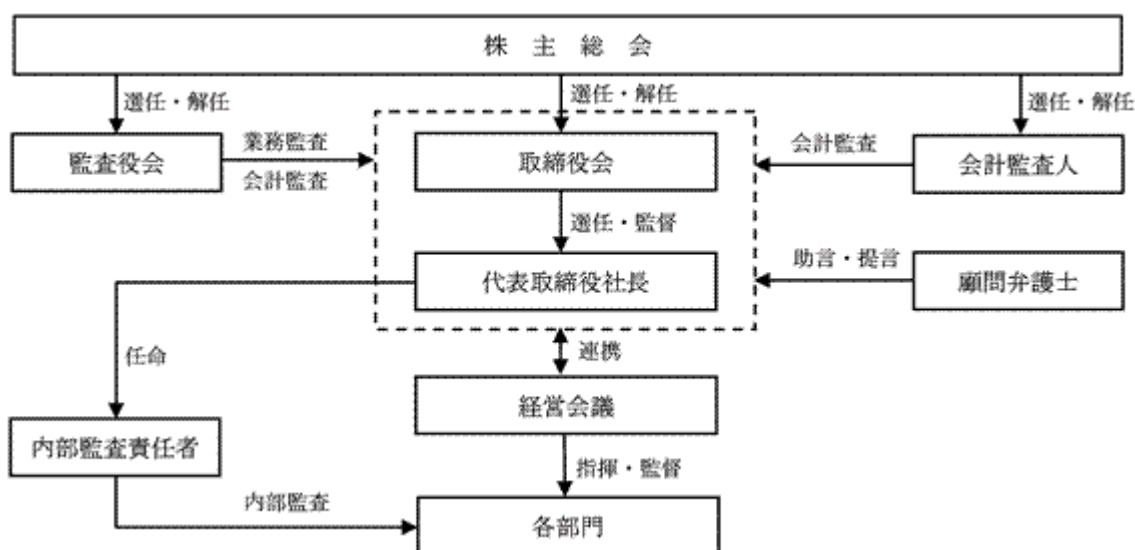 株主総会
選任・解任
選任・解任
選任・解任
監査役会
業務監査
会計監査
取締役会
会計監査
会計監査人
選任・監督
代表取締役社長
助言・提言
顧問弁護士
任命
連携
経営会議
内部監査責任者
指揮・監督
内部監査
各部門